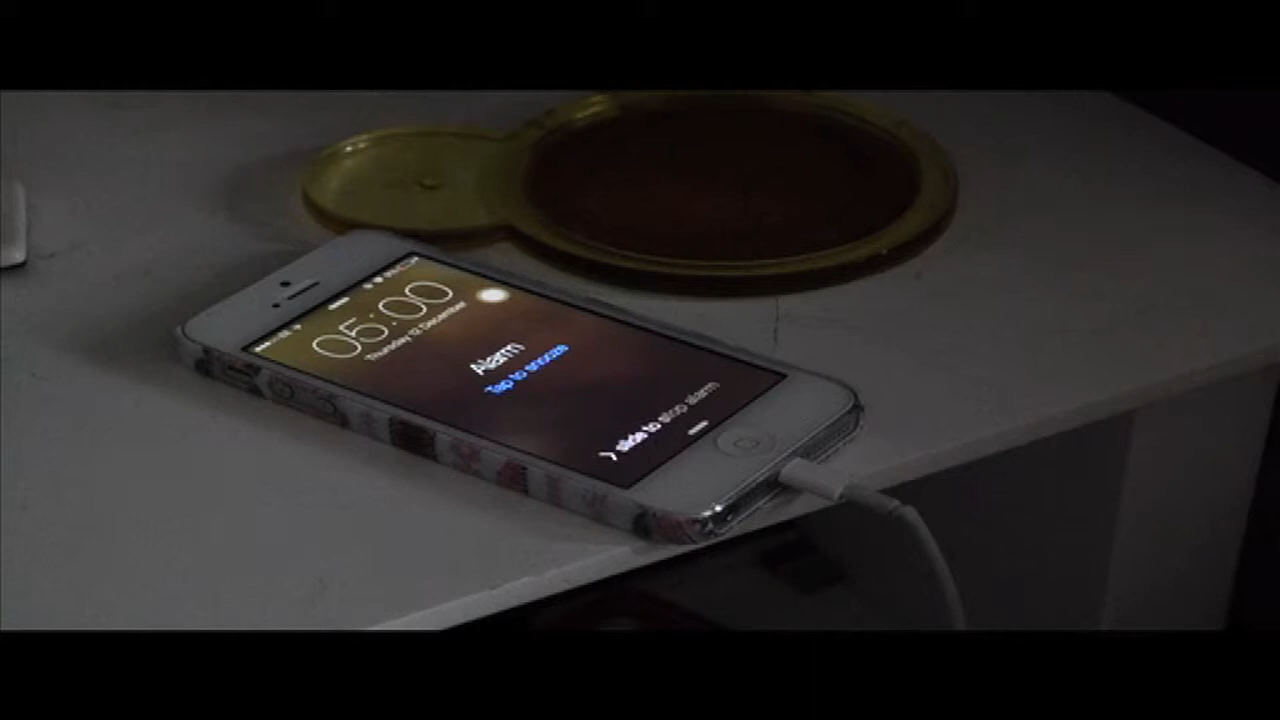 05:00
Thursday 12 December
Alarm
Tap to snooze
slide to stop alarm